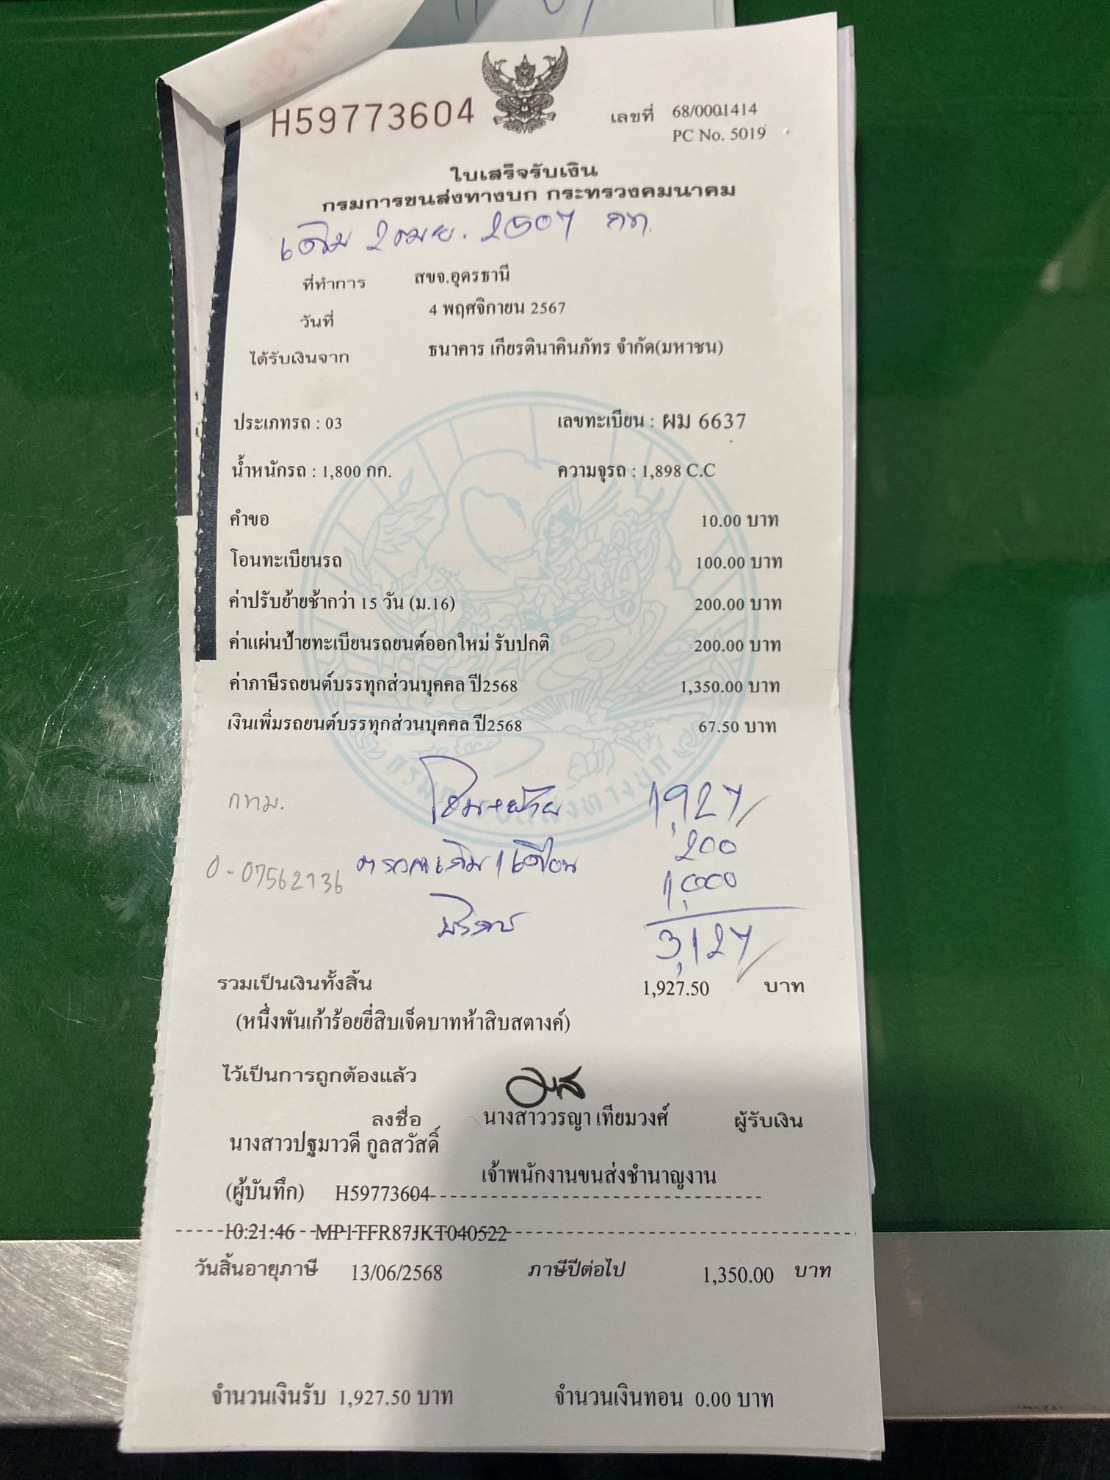 H59773604
เลขที่ 68/0001414
PC No. 5019
ใบเสร็จรับเงิน
กรมการขนส่งทางบก กระทรวงคมนาคม
เดิม 2 เมย. 2507 กท.
ที่ทำการ สขจ.อุดรธานี
วันที่ 4 พฤศจิกายน 2567
ได้รับเงินจาก ธนาคาร เกียรตินาคินภัทร จำกัด(มหาชน)
ประเภทรถ : 03 เลขทะเบียน : ผม 6637
น้ำหนักรถ : 1,800 กก. ความจุรถ : 1,898 C.C
คำขอ 10.00 บาท
โอนทะเบียนรถ 100.00 บาท
ค่าปรับย้ายช้ากว่า 15 วัน (ม.16) 200.00 บาท
ค่าแผ่นป้ายทะเบียนรถยนต์ออกใหม่ รับปกติ 200.00 บาท
ค่าภาษีรถยนต์บรรทุกส่วนบุคคล ปี2568 1,350.00 บาท
เงินเพิ่มรถยนต์บรรทุกส่วนบุคคล ปี2568 67.50 บาท
กทม. โอน+ย้าย 1,927
200
0-07562136 1,000
บริการ 3,127
รวมเป็นเงินทั้งสิ้น 1,927.50 บาท
(หนึ่งพันเก้าร้อยยี่สิบเจ็ดบาทห้าสิบสตางค์)
ไว้เป็นการถูกต้องแล้ว
ลงชื่อ นางสาววรญา เทียมวงศ์ ผู้รับเงิน
นางสาวปฐมาวดี กูลสวัสดิ์
เจ้าพนักงานขนส่งชำนาญงาน
(ผู้บันทึก) H59773604
10:21:46 MP1TFR87JKT040522
วันสิ้นอายุภาษี 13/06/2568 ภาษีปีต่อไป 1,350.00 บาท
จำนวนเงินรับ 1,927.50 บาท จำนวนเงินทอน 0.00 บาท